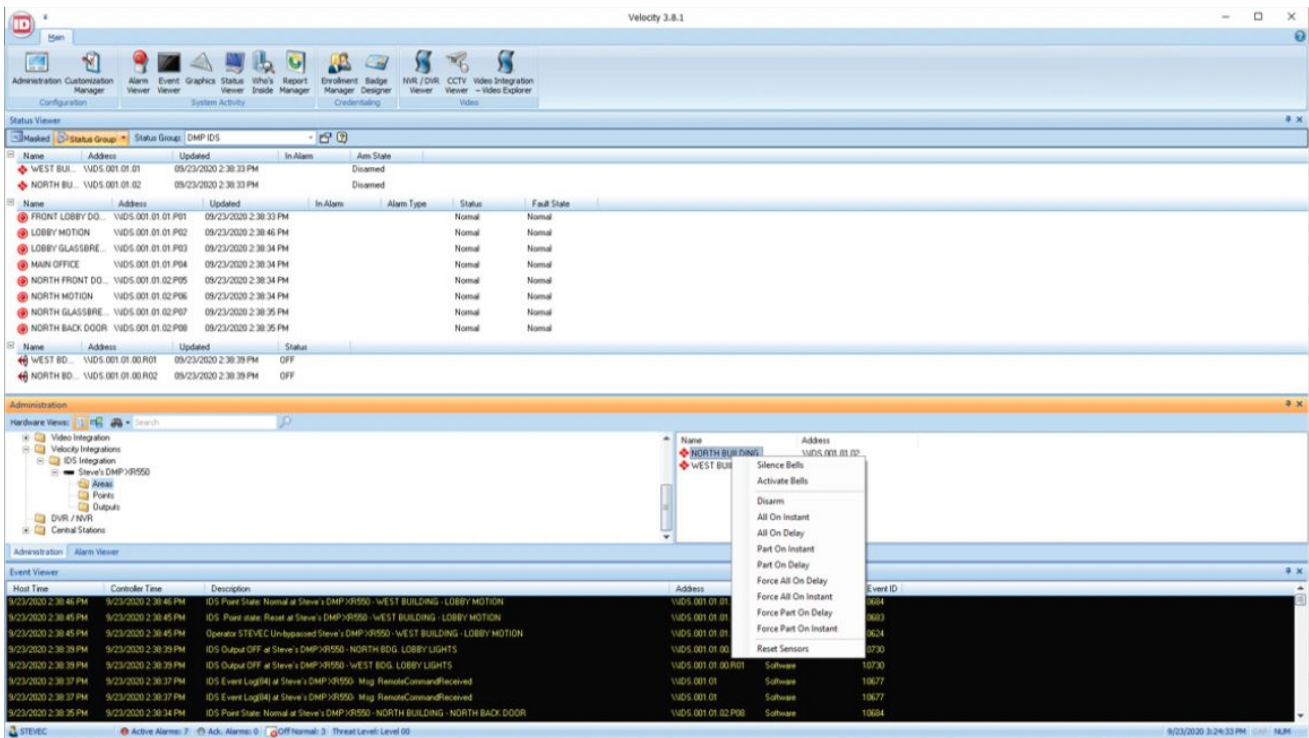 Velocity 3.8.1
ID
Main
Administration Customization Manager Alarm Viewer Event Viewer Graphics Status Viewer Who's Inside Report Manager Enrollment Manager Badge Designer NVR / DVR Viewer CCTV Viewer Video Integration - Video Explorer
Configuration System Activity Credentialing Video
Status Viewer
Masked Status Group Status Group: DMP IDS
Name Address Updated In Alarm Arm State
WEST BUI... \\IDS.001.01.01 09/23/2020 2:38:33 PM Disarmed
NORTH BU... \\IDS.001.01.02 09/23/2020 2:38:33 PM Disarmed
Name Address Updated In Alarm Alarm Type Status Fault State
FRONT LOBBY DO... \\IDS.001.01.01.P01 09/23/2020 2:38:33 PM Normal Normal
LOBBY MOTION \\IDS.001.01.01.P02 09/23/2020 2:38:46 PM Normal Normal
LOBBY GLASSBRE... \\IDS.001.01.01.P03 09/23/2020 2:38:34 PM Normal Normal
MAIN OFFICE \\IDS.001.01.01.P04 09/23/2020 2:38:34 PM Normal Normal
NORTH FRONT DO... \\IDS.001.01.02.P05 09/23/2020 2:38:34 PM Normal Normal
NORTH MOTION \\IDS.001.01.02.P06 09/23/2020 2:38:34 PM Normal Normal
NORTH GLASSBRE... \\IDS.001.01.02.P07 09/23/2020 2:38:35 PM Normal Normal
NORTH BACK DOOR \\IDS.001.01.02.P08 09/23/2020 2:38:35 PM Normal Normal
Name Address Updated Status
WEST BD... \\IDS.001.01.00.R01 09/23/2020 2:38:39 PM OFF
NORTH BD... \\IDS.001.01.00.R02 09/23/2020 2:38:39 PM OFF
Administration
Hardware Views: Search
Video Integration
Velocity Integrations
IDS Integration
Steve's DMP XR550
Areas
Points
Outputs
DVR / NVR
Central Stations
Name Address
NORTH BUILDING \\IDS.001.01.02
WEST BUI
Silence Bells
Activate Bells
Disarm
All On Instant
All On Delay
Part On Instant
Part On Delay
Force All On Delay
Force All On Instant
Force Part On Delay
Force Part On Instant
Reset Sensors
Administration Alarm Viewer
Event Viewer
Host Time Controller Time Description Address Event ID
9/23/2020 2:38:46 PM 9/23/2020 2:38:46 PM IDS Point State: Normal at Steve's DMP XR550 - WEST BUILDING - LOBBY MOTION \\IDS.001.01.01. 0684
9/23/2020 2:38:45 PM 9/23/2020 2:38:45 PM IDS Point state: Reset at Steve's DMP XR550 - WEST BUILDING - LOBBY MOTION \\IDS.001.01.01. 0683
9/23/2020 2:38:45 PM 9/23/2020 2:38:45 PM Operator STEVEC Un-bypassed Steve's DMP XR550 - WEST BUILDING - LOBBY MOTION \\IDS.001.01.01. 0624
9/23/2020 2:38:39 PM 9/23/2020 2:38:39 PM IDS Output OFF at Steve's DMP XR550 - NORTH BDG. LOBBY LIGHTS \\IDS.001.01.00. 0730
9/23/2020 2:38:39 PM 9/23/2020 2:38:39 PM IDS Output OFF at Steve's DMP XR550 - WEST BDG. LOBBY LIGHTS \\IDS.001.01.00.R01 Software 10730
9/23/2020 2:38:37 PM 9/23/2020 2:38:37 PM IDS Event Log(84) at Steve's DMP XR550- Msg: RemoteCommandReceived \\IDS.001.01 Software 10677
9/23/2020 2:38:37 PM 9/23/2020 2:38:37 PM IDS Event Log(84) at Steve's DMP XR550- Msg: RemoteCommandReceived \\IDS.001.01 Software 10677
9/23/2020 2:38:35 PM 9/23/2020 2:38:34 PM IDS Point State: Normal at Steve's DMP XR550 - NORTH BUILDING - NORTH BACK DOOR \\IDS.001.01.02.P08 Software 10684
STEVEC Active Alarms: 7 Ack. Alarms: 0 Off Normal: 3 Threat Level: Level 00 9/23/2020 3:24:33 PM CAP NUM